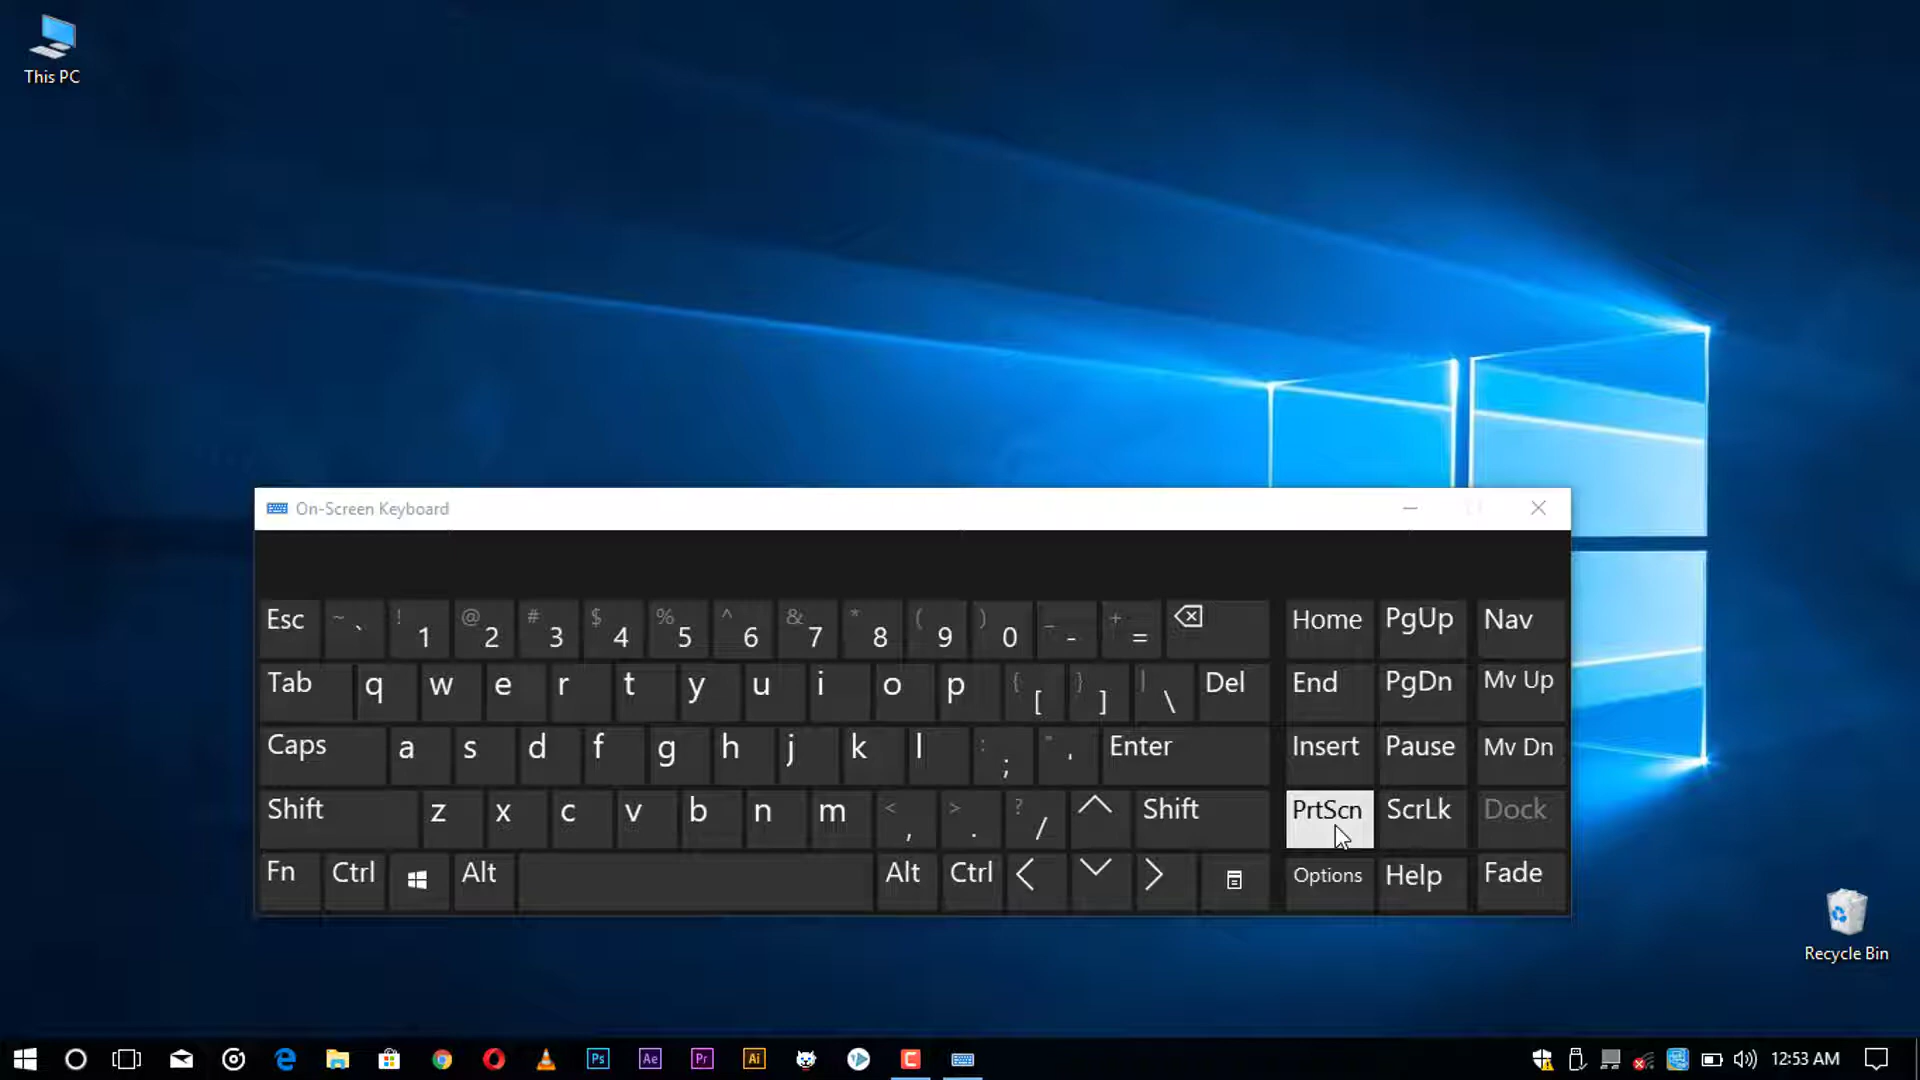 This PC
On-Screen Keyboard
Esc ~ ` ! 1 @ 2 # 3 $ 4 % 5 ^ 6 & 7 * 8 ( 9 ) 0 _ - + = Home PgUp Nav
Tab q w e r t y u i o p { [ } ] | \ Del End PgDn Mv Up
Caps a s d f g h j k l : ; " ' Enter Insert Pause Mv Dn
Shift z x c v b n m < , > . ? / Shift PrtScn ScrLk Dock
Fn Ctrl Alt Alt Ctrl Options Help Fade
Recycle Bin
Ps Ae Pr Ai C 12:53 AM